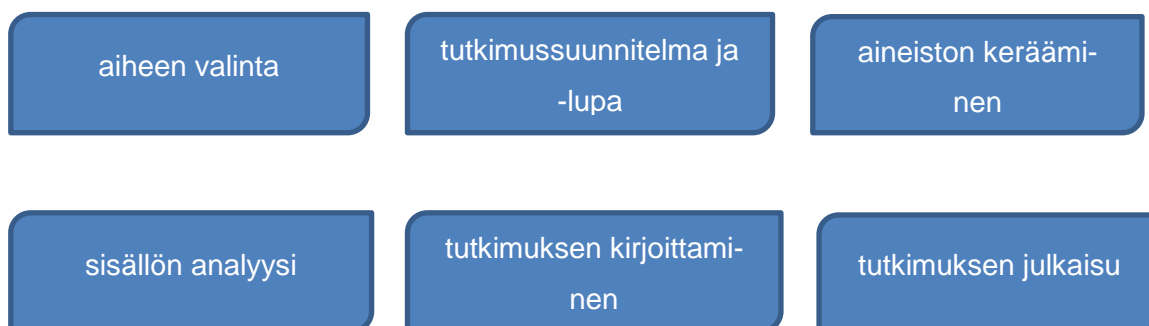 aiheen valinta
tutkimussuunnitelma ja
-lupa
aineiston keräämi-
nen
sisällön analyysi
tutkimuksen kirjoittami-
nen
tutkimuksen julkaisu